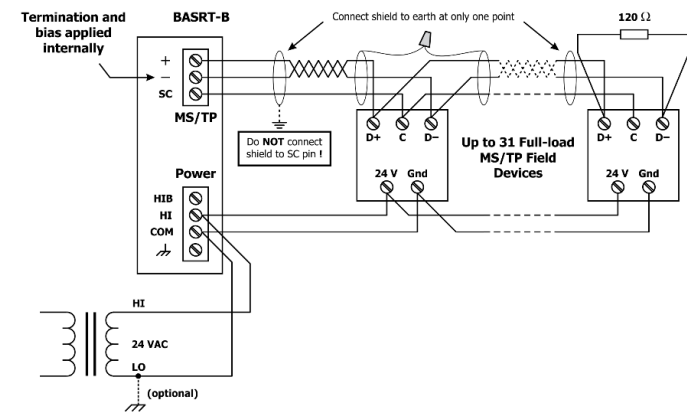 Termination and
bias applied
internally
BASRT-B
Connect shield to earth at only one point
120 Ω
+
−
SC
MS/TP
Do NOT connect
shield to SC pin !
D+ C D−
Up to 31 Full-load
MS/TP Field
Devices
D+ C D−
24 V Gnd
24 V Gnd
Power
HIB
HI
COM
HI
24 VAC
LO
(optional)